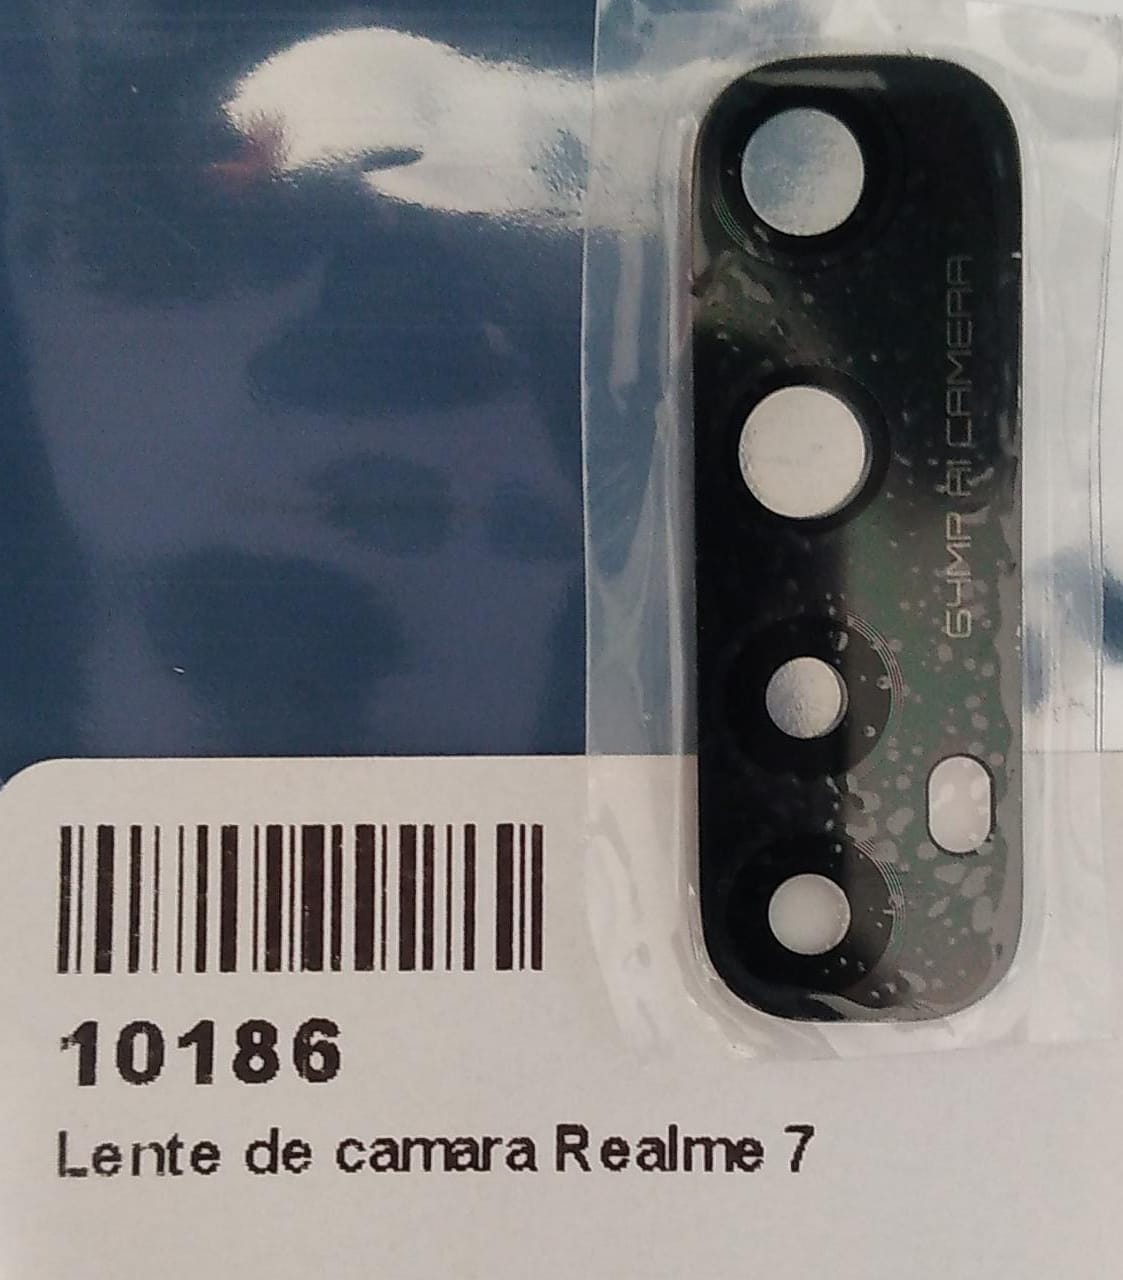 64MP AI CAMERA
10186
Lente de camara Realme 7